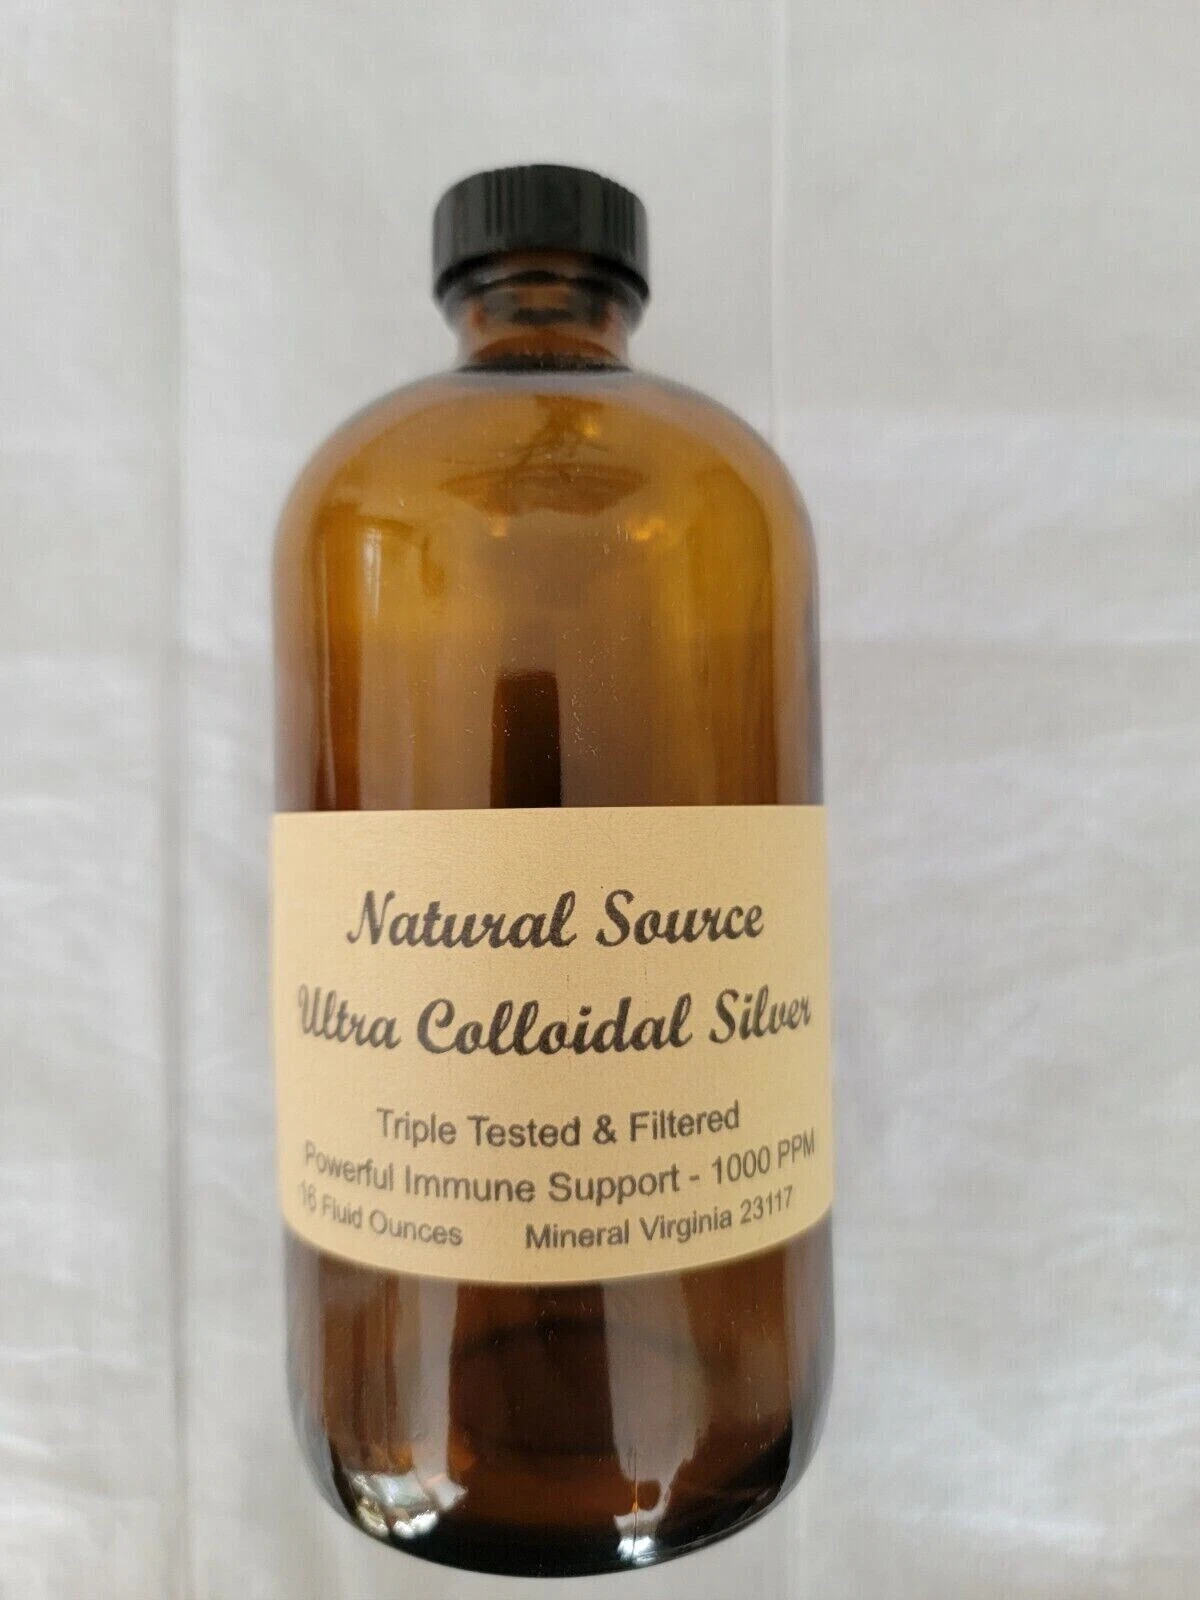 Natural Source
Ultra Colloidal Silver
Triple Tested & Filtered
Powerful Immune Support - 1000 PPM
16 Fluid Ounces Mineral Virginia 23117